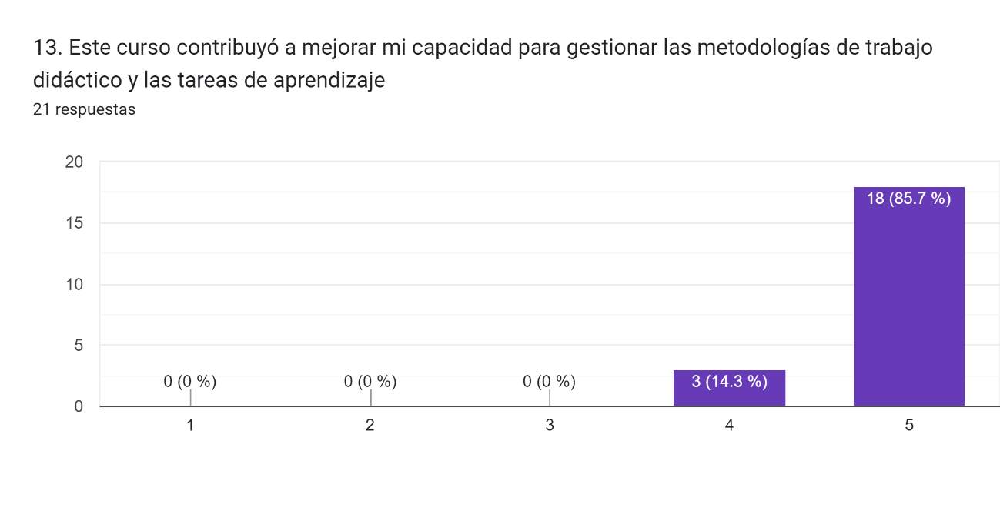 13. Este curso contribuyó a mejorar mi capacidad para gestionar las metodologías de trabajo
didáctico y las tareas de aprendizaje
21 respuestas
20
15
10
5
0
0 (0 %)
0 (0 %)
0 (0 %)
3 (14.3 %)
18 (85.7 %)
1
2
3
4
5